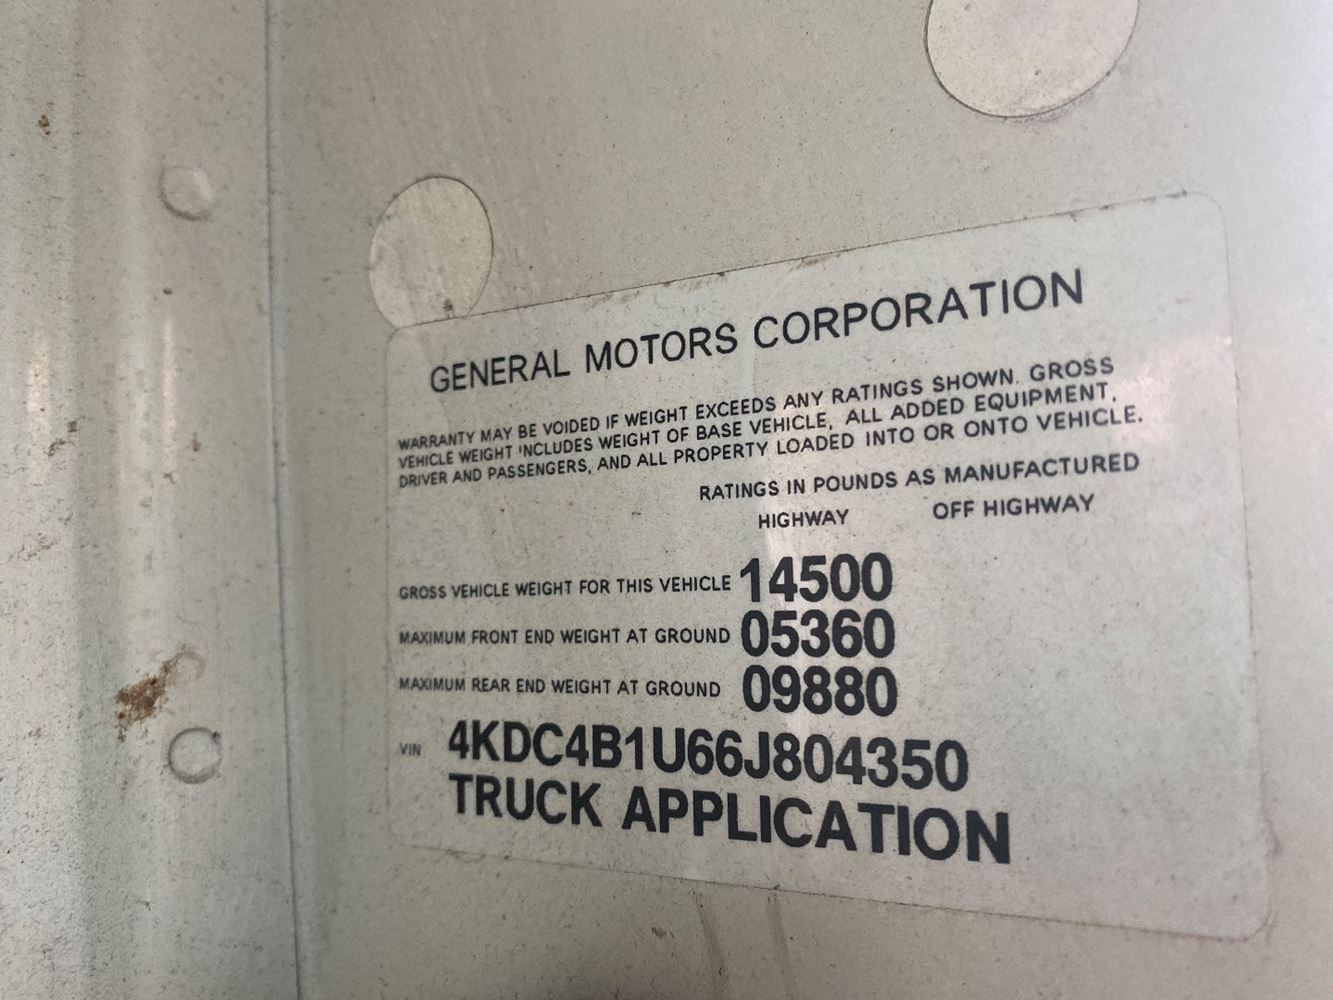 GENERAL MOTORS CORPORATION
WARRANTY MAY BE VOIDED IF WEIGHT EXCEEDS ANY RATINGS SHOWN. GROSS
VEHICLE WEIGHT INCLUDES WEIGHT OF BASE VEHICLE, ALL ADDED EQUIPMENT,
DRIVER AND PASSENGERS, AND ALL PROPERTY LOADED INTO OR ONTO VEHICLE.
RATINGS IN POUNDS AS MANUFACTURED
HIGHWAY OFF HIGHWAY
GROSS VEHICLE WEIGHT FOR THIS VEHICLE 14500
MAXIMUM FRONT END WEIGHT AT GROUND 05360
MAXIMUM REAR END WEIGHT AT GROUND 09880
VIN 4KDC4B1U66J804350
TRUCK APPLICATION